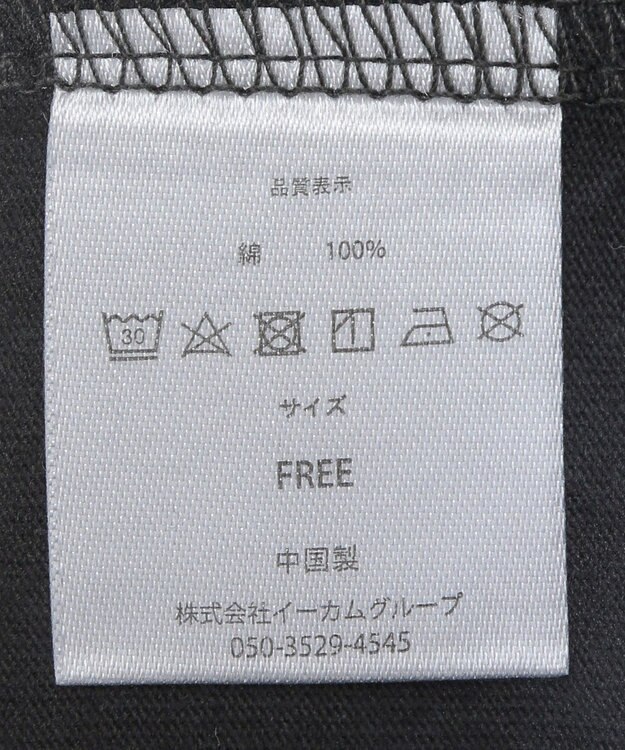 品質表示
綿 100%
30
サイズ
FREE
中国製
株式会社イーカムグループ
050-3529-4545